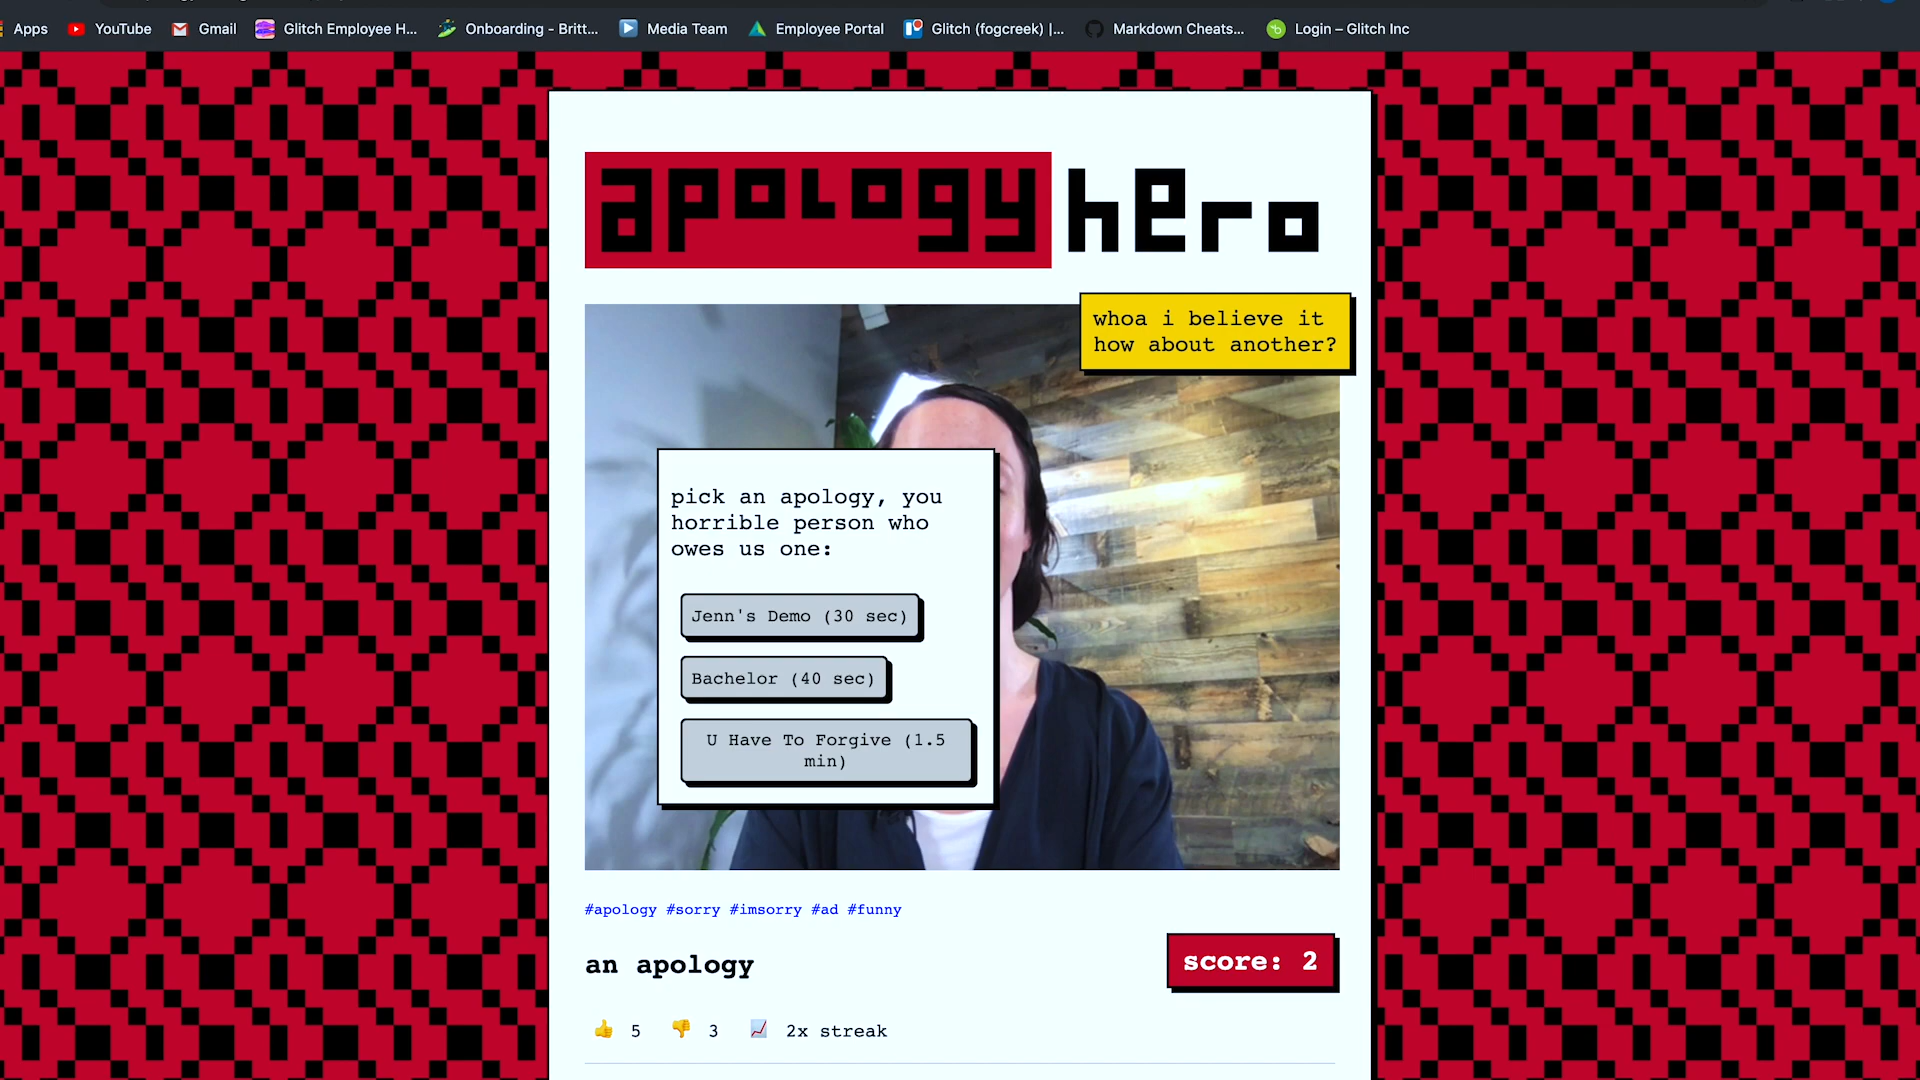 Apps YouTube Gmail Glitch Employee H... Onboarding - Britt... Media Team Employee Portal Glitch (fogcreek) |... Markdown Cheats... Login – Glitch Inc
apology hero
whoa i believe it
how about another?
pick an apology, you
horrible person who
owes us one:
Jenn's Demo (30 sec)
Bachelor (40 sec)
U Have To Forgive (1.5
min)
#apology #sorry #imsorry #ad #funny
an apology
score: 2
5 3 2x streak